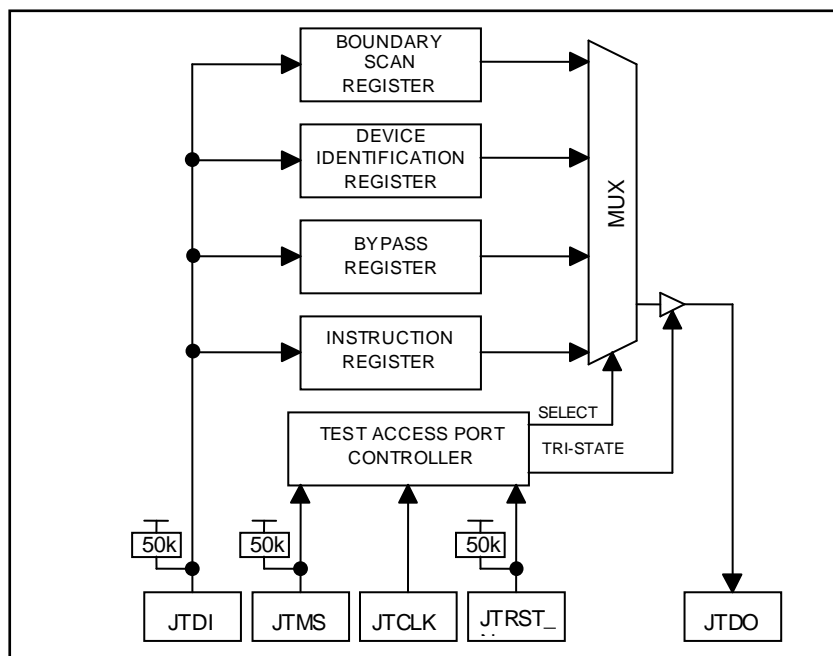 BOUNDARY
SCAN
REGISTER
DEVICE
IDENTIFICATION
REGISTER
BYPASS
REGISTER
INSTRUCTION
REGISTER
MUX
SELECT
TEST ACCESS PORT
CONTROLLER
TRI-STATE
50k
50k
50k
JTDI
JTMS
JTCLK
JTRST_
JTDO